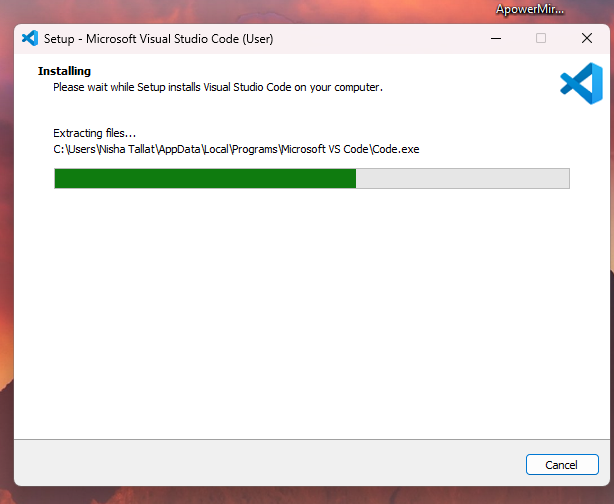 ApowerMir...
Setup - Microsoft Visual Studio Code (User)
Installing
Please wait while Setup installs Visual Studio Code on your computer.
Extracting files...
C:\Users\Nisha Tallat\AppData\Local\Programs\Microsoft VS Code\Code.exe
Cancel